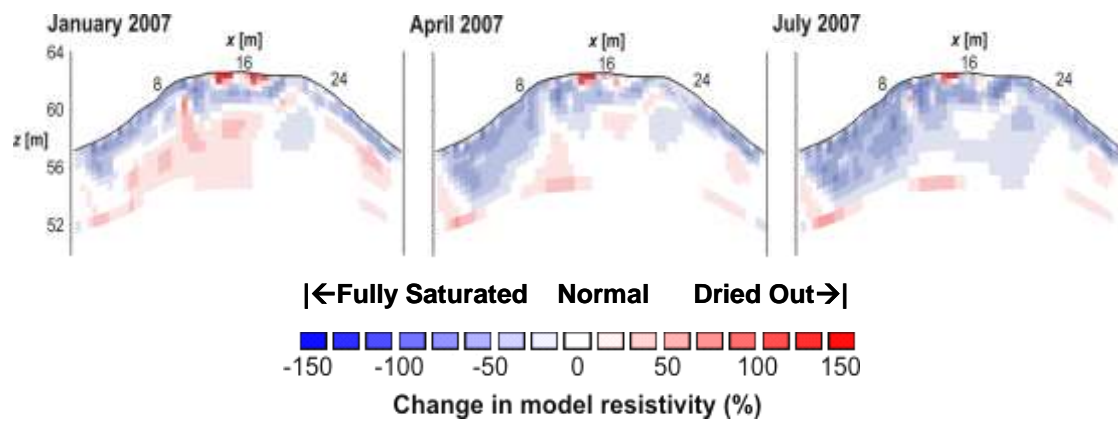 January 2007
April 2007
July 2007
x [m]
x [m]
x [m]
64
60
z [m]
56
52
8
16
24
8
16
24
8
16
24
|←Fully Saturated Normal Dried Out→|
-150 -100 -50 0 50 100 150
Change in model resistivity (%)